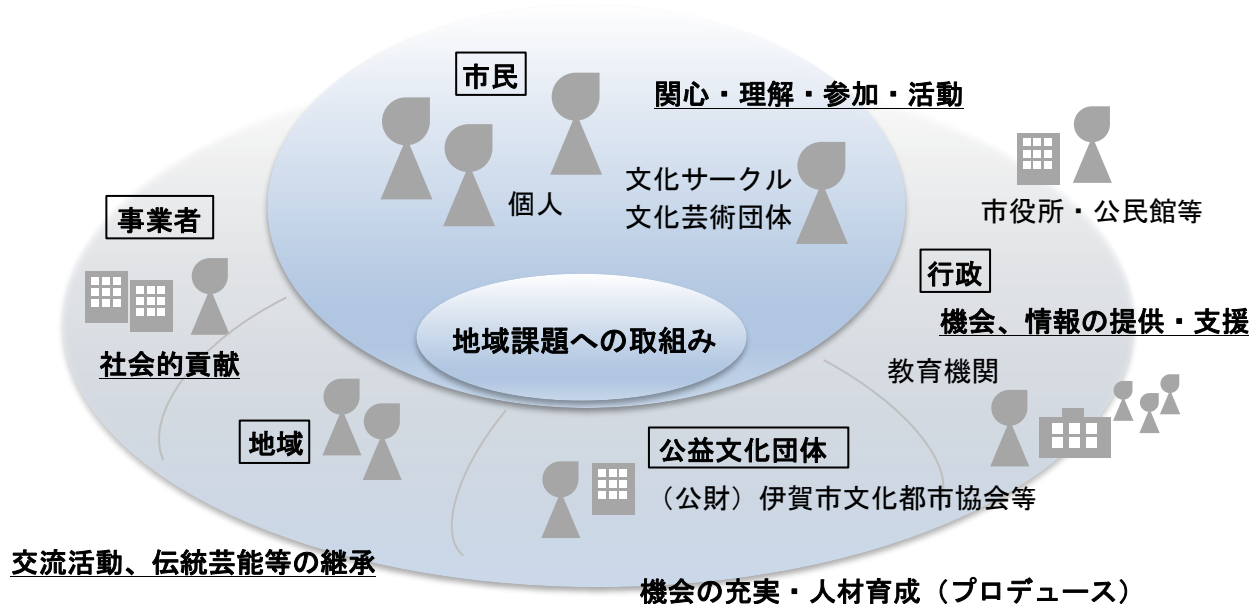 市民
関心・理解・参加・活動
個人
文化サークル
文化芸術団体
市役所・公民館等
事業者
行政
機会、情報の提供・支援
地域課題への取組み
社会的貢献
教育機関
地域
公益文化団体
（公財）伊賀市文化都市協会等
交流活動、伝統芸能等の継承
機会の充実・人材育成（プロデュース）